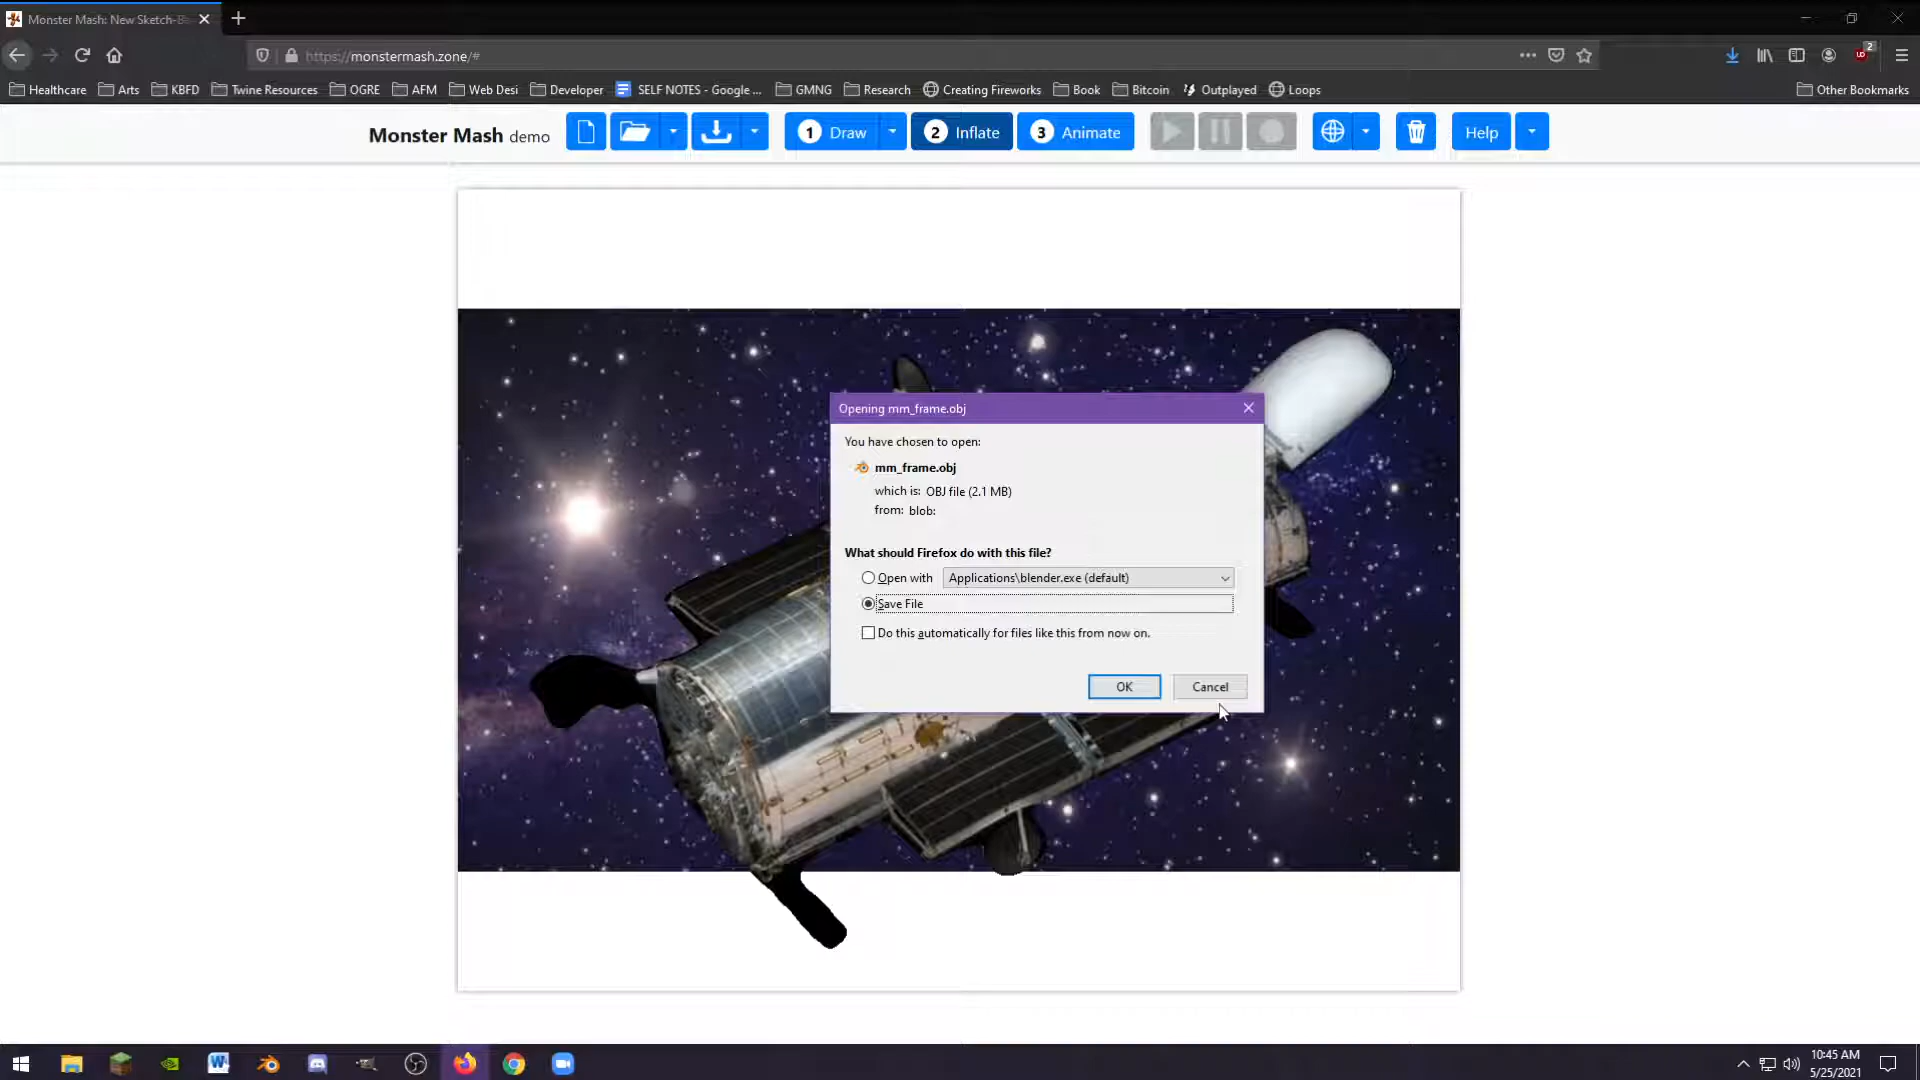 Monster Mash: New Sketch-B
https://monstermash.zone/#
2
Healthcare Arts KBFD Twine Resources OGRE AFM Web Desi Developer SELF NOTES - Google ... GMNG Research Creating Fireworks Book Bitcoin Outplayed Loops Other Bookmarks
Monster Mash demo 1 Draw 2 Inflate 3 Animate Help
Opening mm_frame.obj
You have chosen to open:
mm_frame.obj
which is: OBJ file (2.1 MB)
from: blob:
What should Firefox do with this file?
Open with Applications\blender.exe (default)
Save File
Do this automatically for files like this from now on.
OK Cancel
10:45 AM
5/25/2021